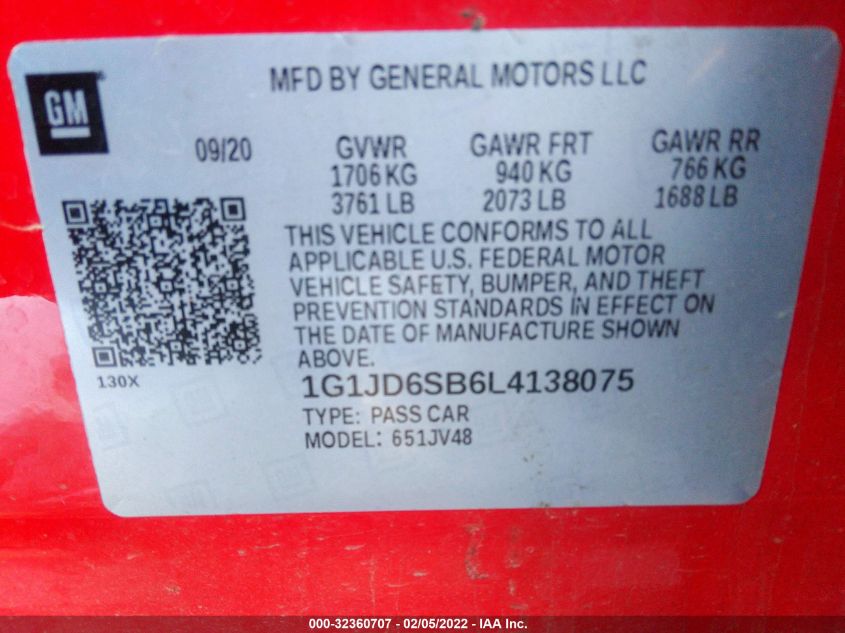 MFD BY GENERAL MOTORS LLC
GM
09/20 GVWR GAWR FRT GAWR RR
1706 KG 940 KG 766 KG
3761 LB 2073 LB 1688 LB
THIS VEHICLE CONFORMS TO ALL
APPLICABLE U.S. FEDERAL MOTOR
VEHICLE SAFETY, BUMPER, AND THEFT
PREVENTION STANDARDS IN EFFECT ON
THE DATE OF MANUFACTURE SHOWN
ABOVE.
130X
1G1JD6SB6L4138075
TYPE: PASS CAR
MODEL: 651JV48
000-32360707 - 02/05/2022 - IAA Inc.